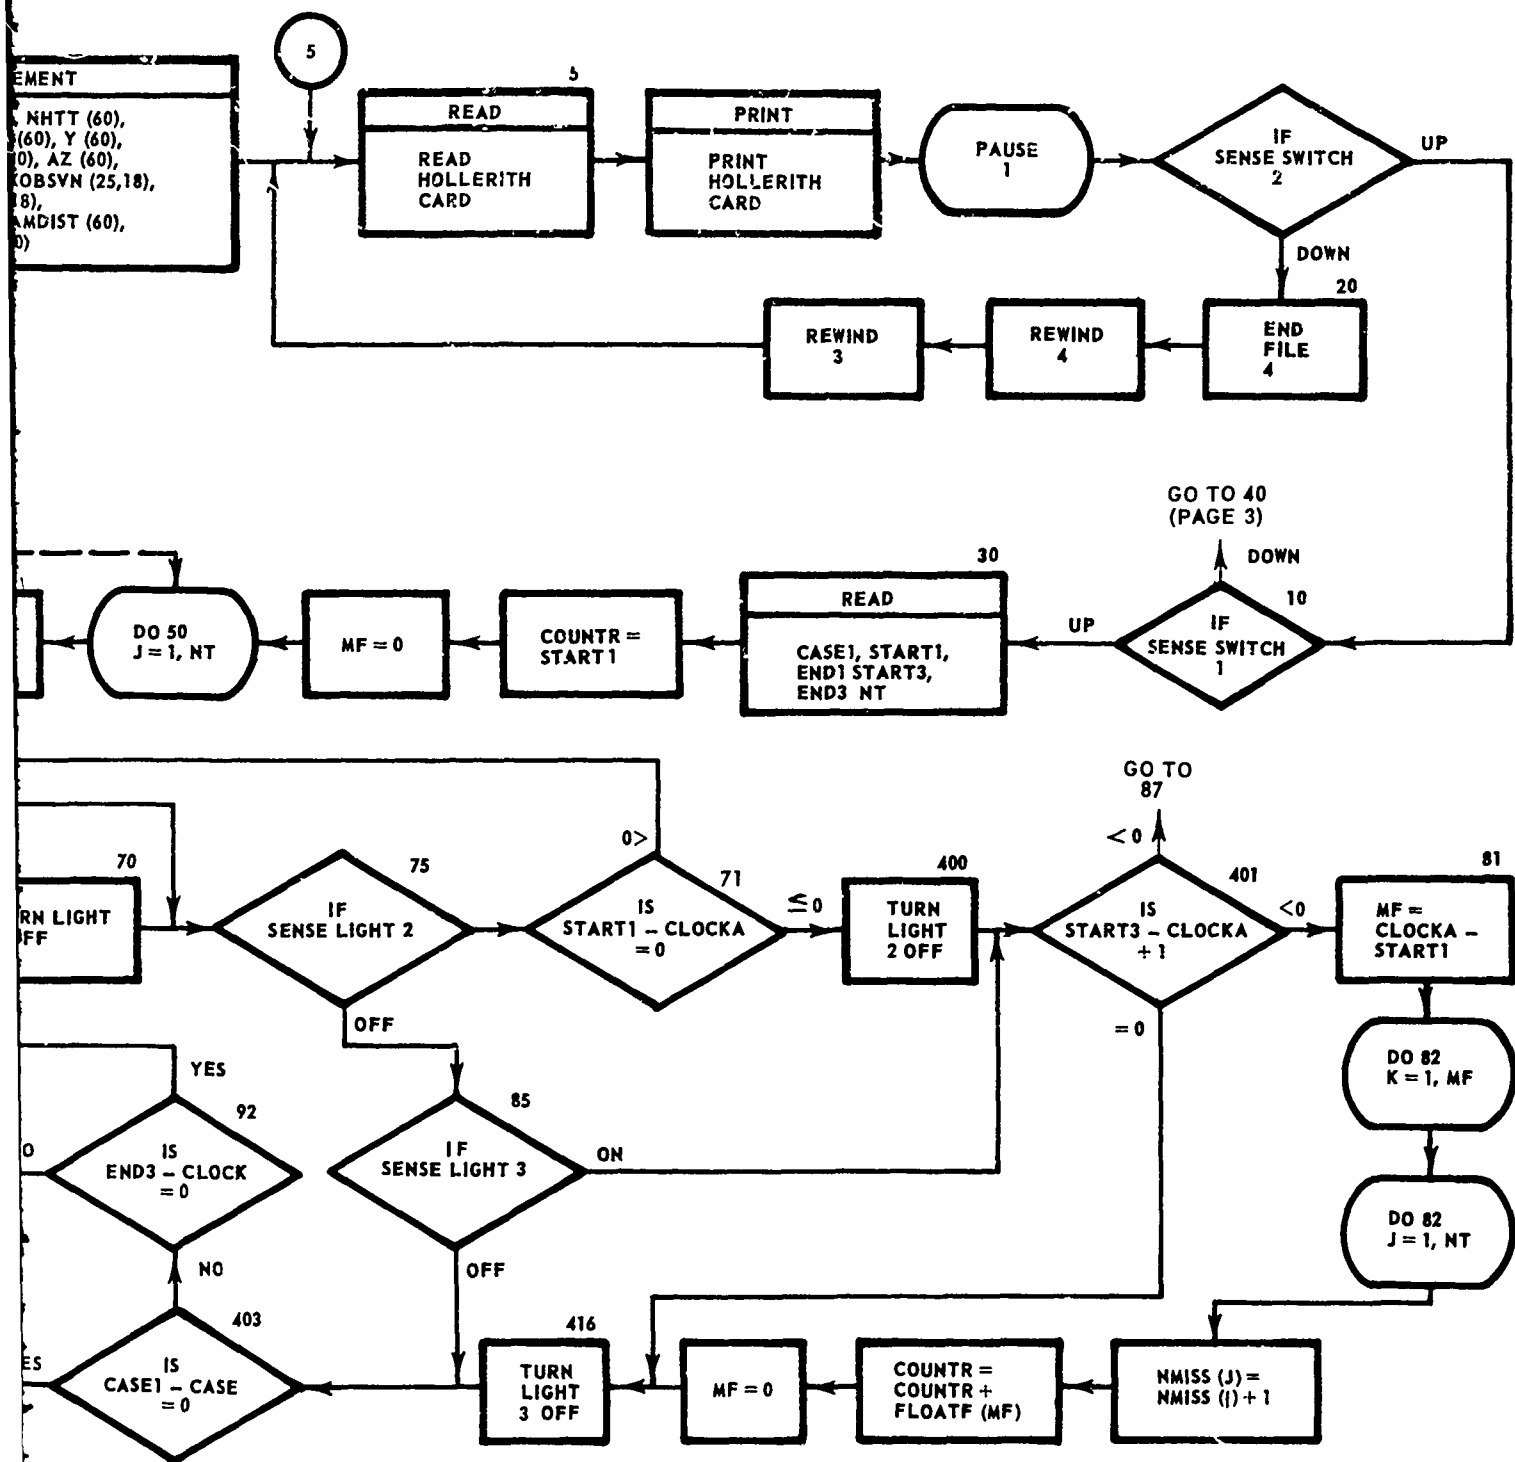 5
EMENT
NHTT (60),
(60), Y (60),
0), AZ (60),
OBSVN (25,18),
18),
AMDIST (60),
0)
5
READ
READ
HOLLERITH
CARD
PRINT
PRINT
HOLLERITH
CARD
PAUSE
1
IF
SENSE SWITCH
2
UP
DOWN
20
END
FILE
4
REWIND
4
REWIND
3
GO TO 40
(PAGE 3)
DOWN
10
IF
SENSE SWITCH
1
UP
30
READ
CASE1, START1,
END1 START3,
END3 NT
COUNTR =
START1
MF = 0
DO 50
J = 1, NT
70
RN LIGHT
FF
75
IF
SENSE LIGHT 2
OFF
0>
71
IS
START1 – CLOCKA
= 0
≤ 0
400
TURN
LIGHT
2 OFF
GO TO
87
< 0
401
IS
START3 – CLOCKA
+ 1
<0
= 0
81
MF =
CLOCKA –
START1
DO 82
K = 1, MF
DO 82
J = 1, NT
YES
92
IS
END3 – CLOCK
= 0
O
NO
85
IF
SENSE LIGHT 3
ON
OFF
403
IS
CASE1 – CASE
= 0
ES
416
TURN
LIGHT
3 OFF
MF = 0
COUNTR =
COUNTR +
FLOATF (MF)
NMISS (J) =
NMISS (J) + 1